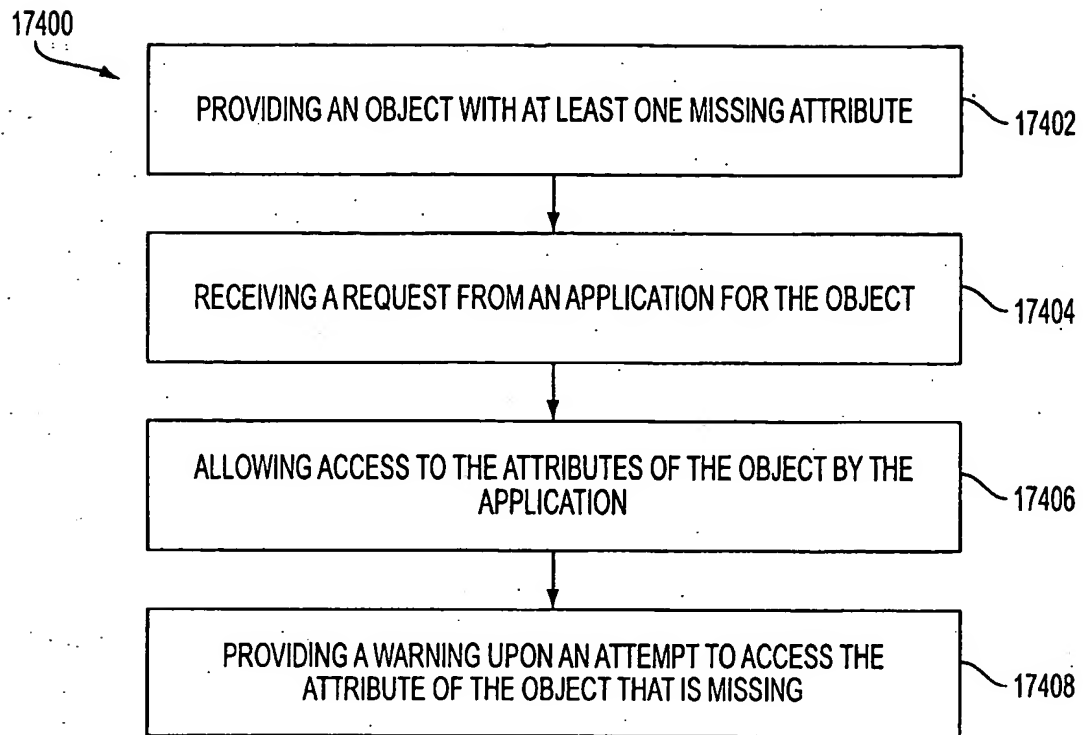 17400
PROVIDING AN OBJECT WITH AT LEAST ONE MISSING ATTRIBUTE
17402
RECEIVING A REQUEST FROM AN APPLICATION FOR THE OBJECT
17404
ALLOWING ACCESS TO THE ATTRIBUTES OF THE OBJECT BY THE
APPLICATION
17406
PROVIDING A WARNING UPON AN ATTEMPT TO ACCESS THE
ATTRIBUTE OF THE OBJECT THAT IS MISSING
17408